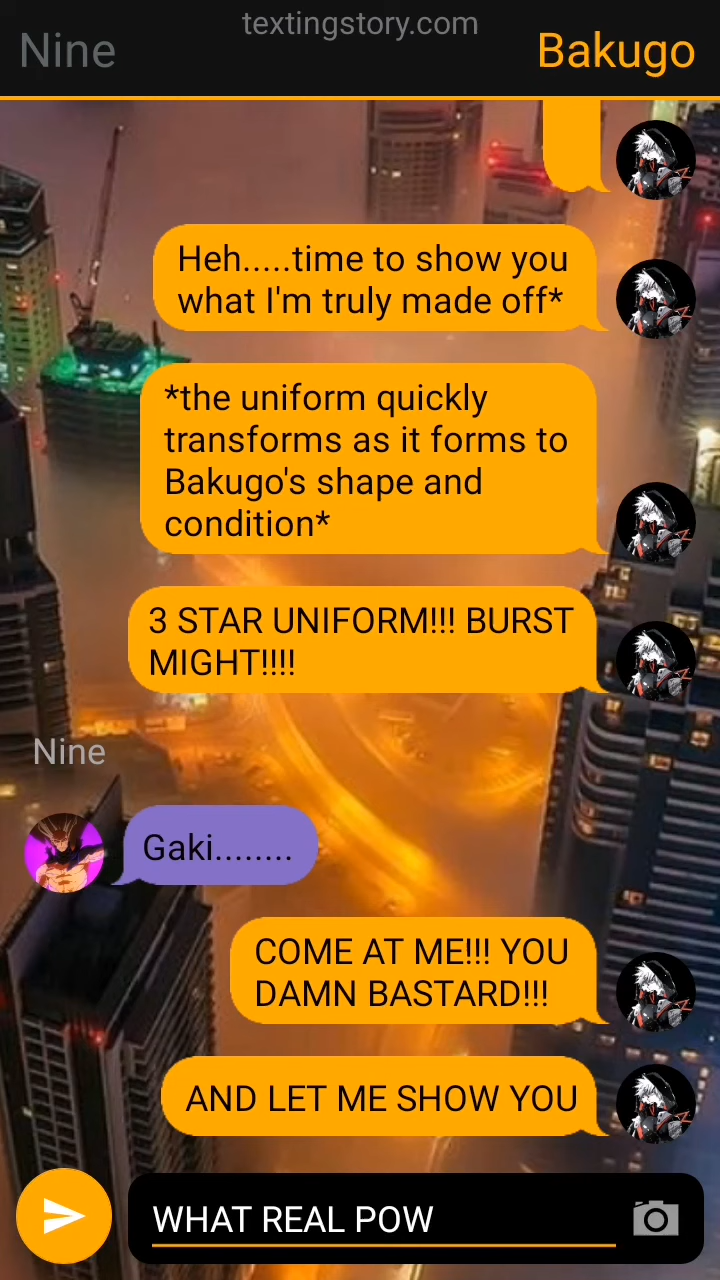 textingstory.com
Nine
Bakugo
Heh.....time to show you
what I'm truly made off*
*the uniform quickly
transforms as it forms to
Bakugo's shape and
condition*
3 STAR UNIFORM!!! BURST
MIGHT!!!!
Nine
Gaki........
COME AT ME!!! YOU
DAMN BASTARD!!!
AND LET ME SHOW YOU
WHAT REAL POW